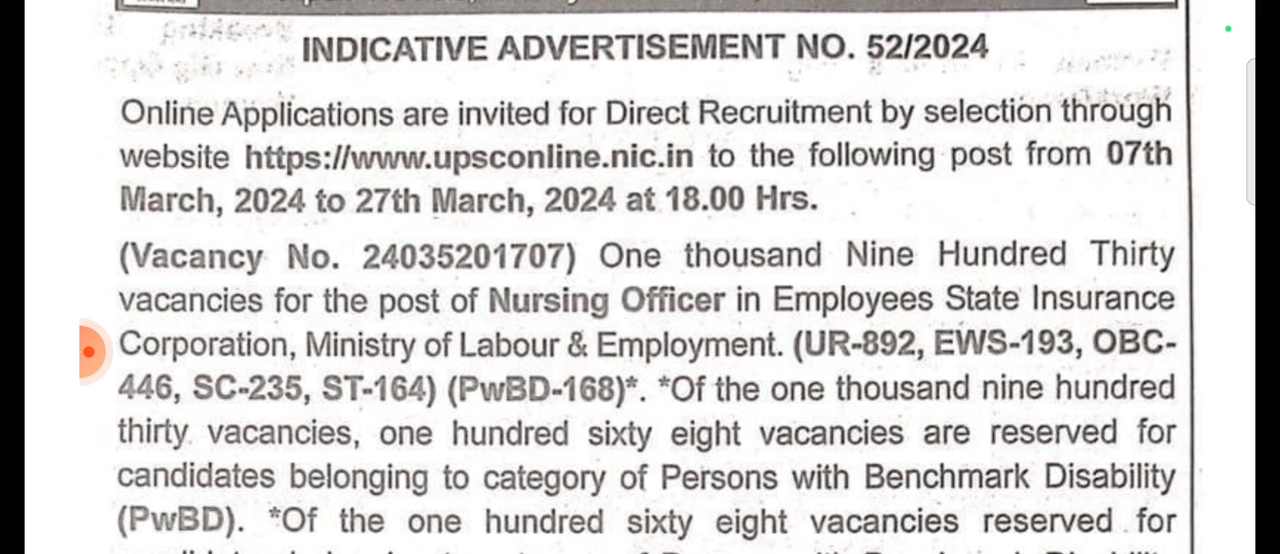 INDICATIVE ADVERTISEMENT NO. 52/2024
Online Applications are invited for Direct Recruitment by selection through
website https://www.upsconline.nic.in to the following post from 07th
March, 2024 to 27th March, 2024 at 18.00 Hrs.
(Vacancy No. 24035201707) One thousand Nine Hundred Thirty
vacancies for the post of Nursing Officer in Employees State Insurance
Corporation, Ministry of Labour & Employment. (UR-892, EWS-193, OBC-
446, SC-235, ST-164) (PwBD-168)*. *Of the one thousand nine hundred
thirty vacancies, one hundred sixty eight vacancies are reserved for
candidates belonging to category of Persons with Benchmark Disability
(PwBD). *Of the one hundred sixty eight vacancies reserved for